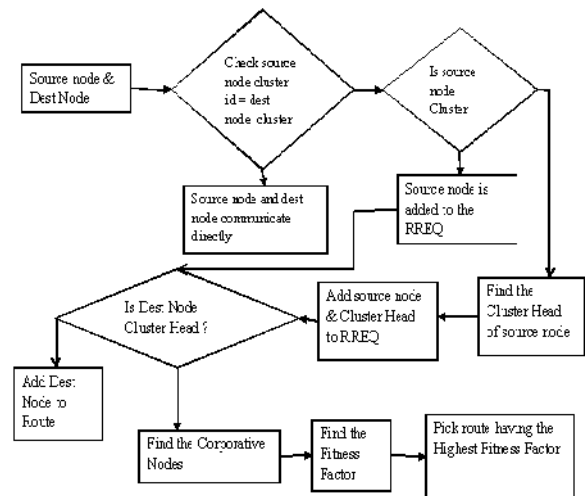 Source node &
Dest Node
Check source
node cluster
id = dest
node cluster
Is source
node
Cluster
Source node and dest
node communicate
directly
Source node is
added to the
RREQ
Is Dest Node
Cluster Head ?
Add source node
& Cluster Head
to RREQ
Find the
Cluster Head
of source node
Add Dest
Node to
Route
Find the Corporative
Nodes
Find the
Fitness
Factor
Pick route having the
Highest Fitness Factor